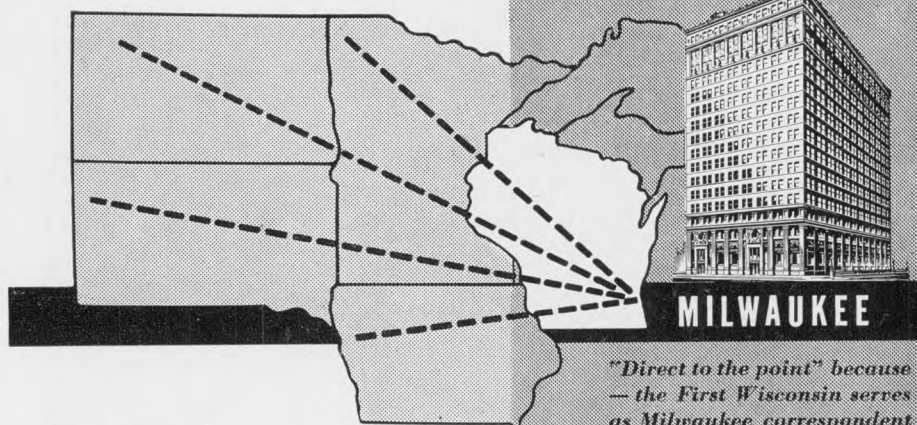 MILWAUKEE
"Direct to the point" because
— the First Wisconsin serves
as Milwaukee correspondent